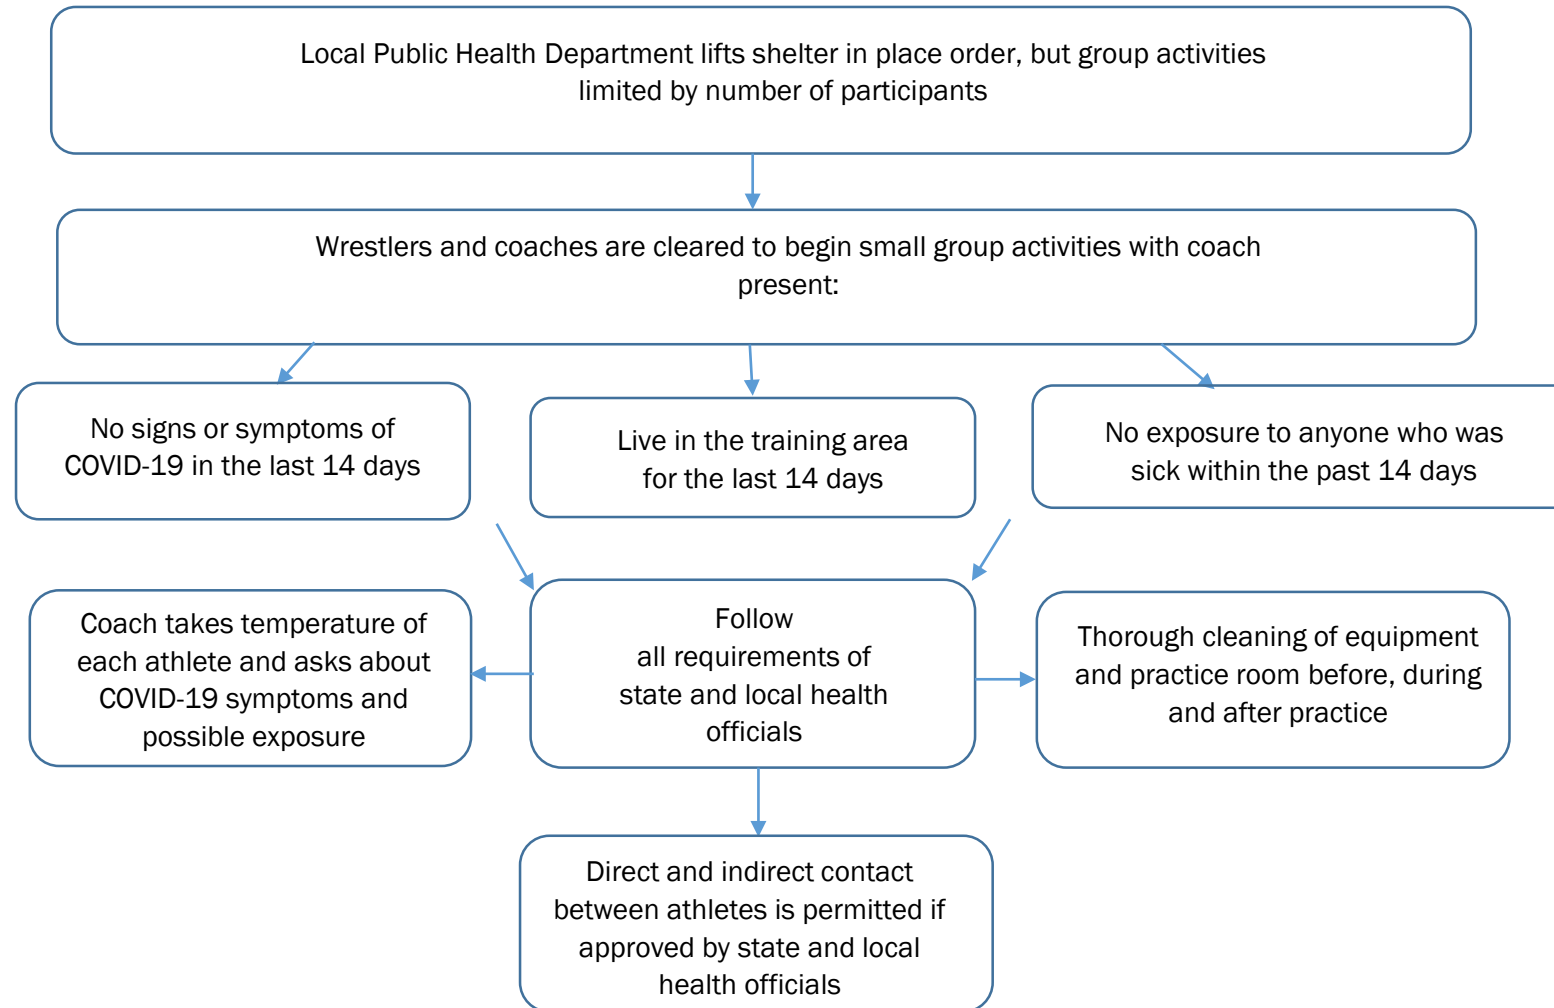 Local Public Health Department lifts shelter in place order, but group activities
limited by number of participants
Wrestlers and coaches are cleared to begin small group activities with coach
present:
No signs or symptoms of
COVID-19 in the last 14 days
Live in the training area
for the last 14 days
No exposure to anyone who was
sick within the past 14 days
Coach takes temperature of
each athlete and asks about
COVID-19 symptoms and
possible exposure
Follow
all requirements of
state and local health
officials
Thorough cleaning of equipment
and practice room before, during
and after practice
Direct and indirect contact
between athletes is permitted if
approved by state and local
health officials